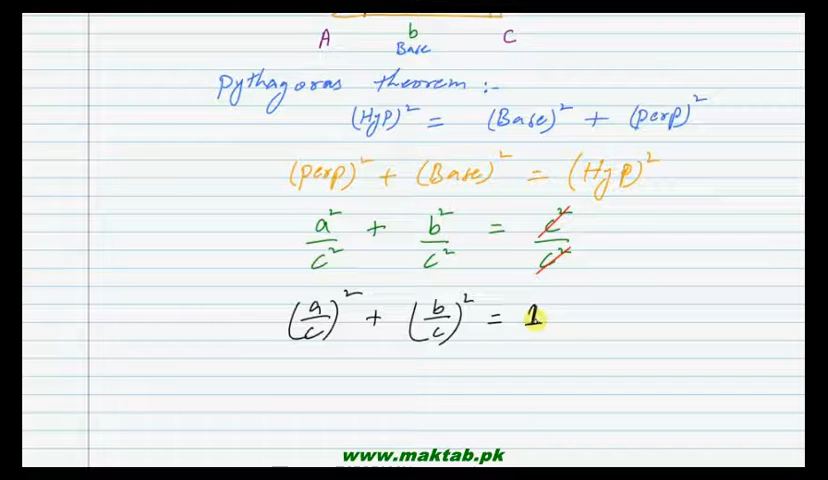 A b C
Base
Pythagoras theorem :-
(Hyp)² = (Base)² + (perp)²
(perp)² + (Base)² = (Hyp)²
a²/c² + b²/c² = c²/c²
(a/c)² + (b/c)² = 1
www.maktab.pk